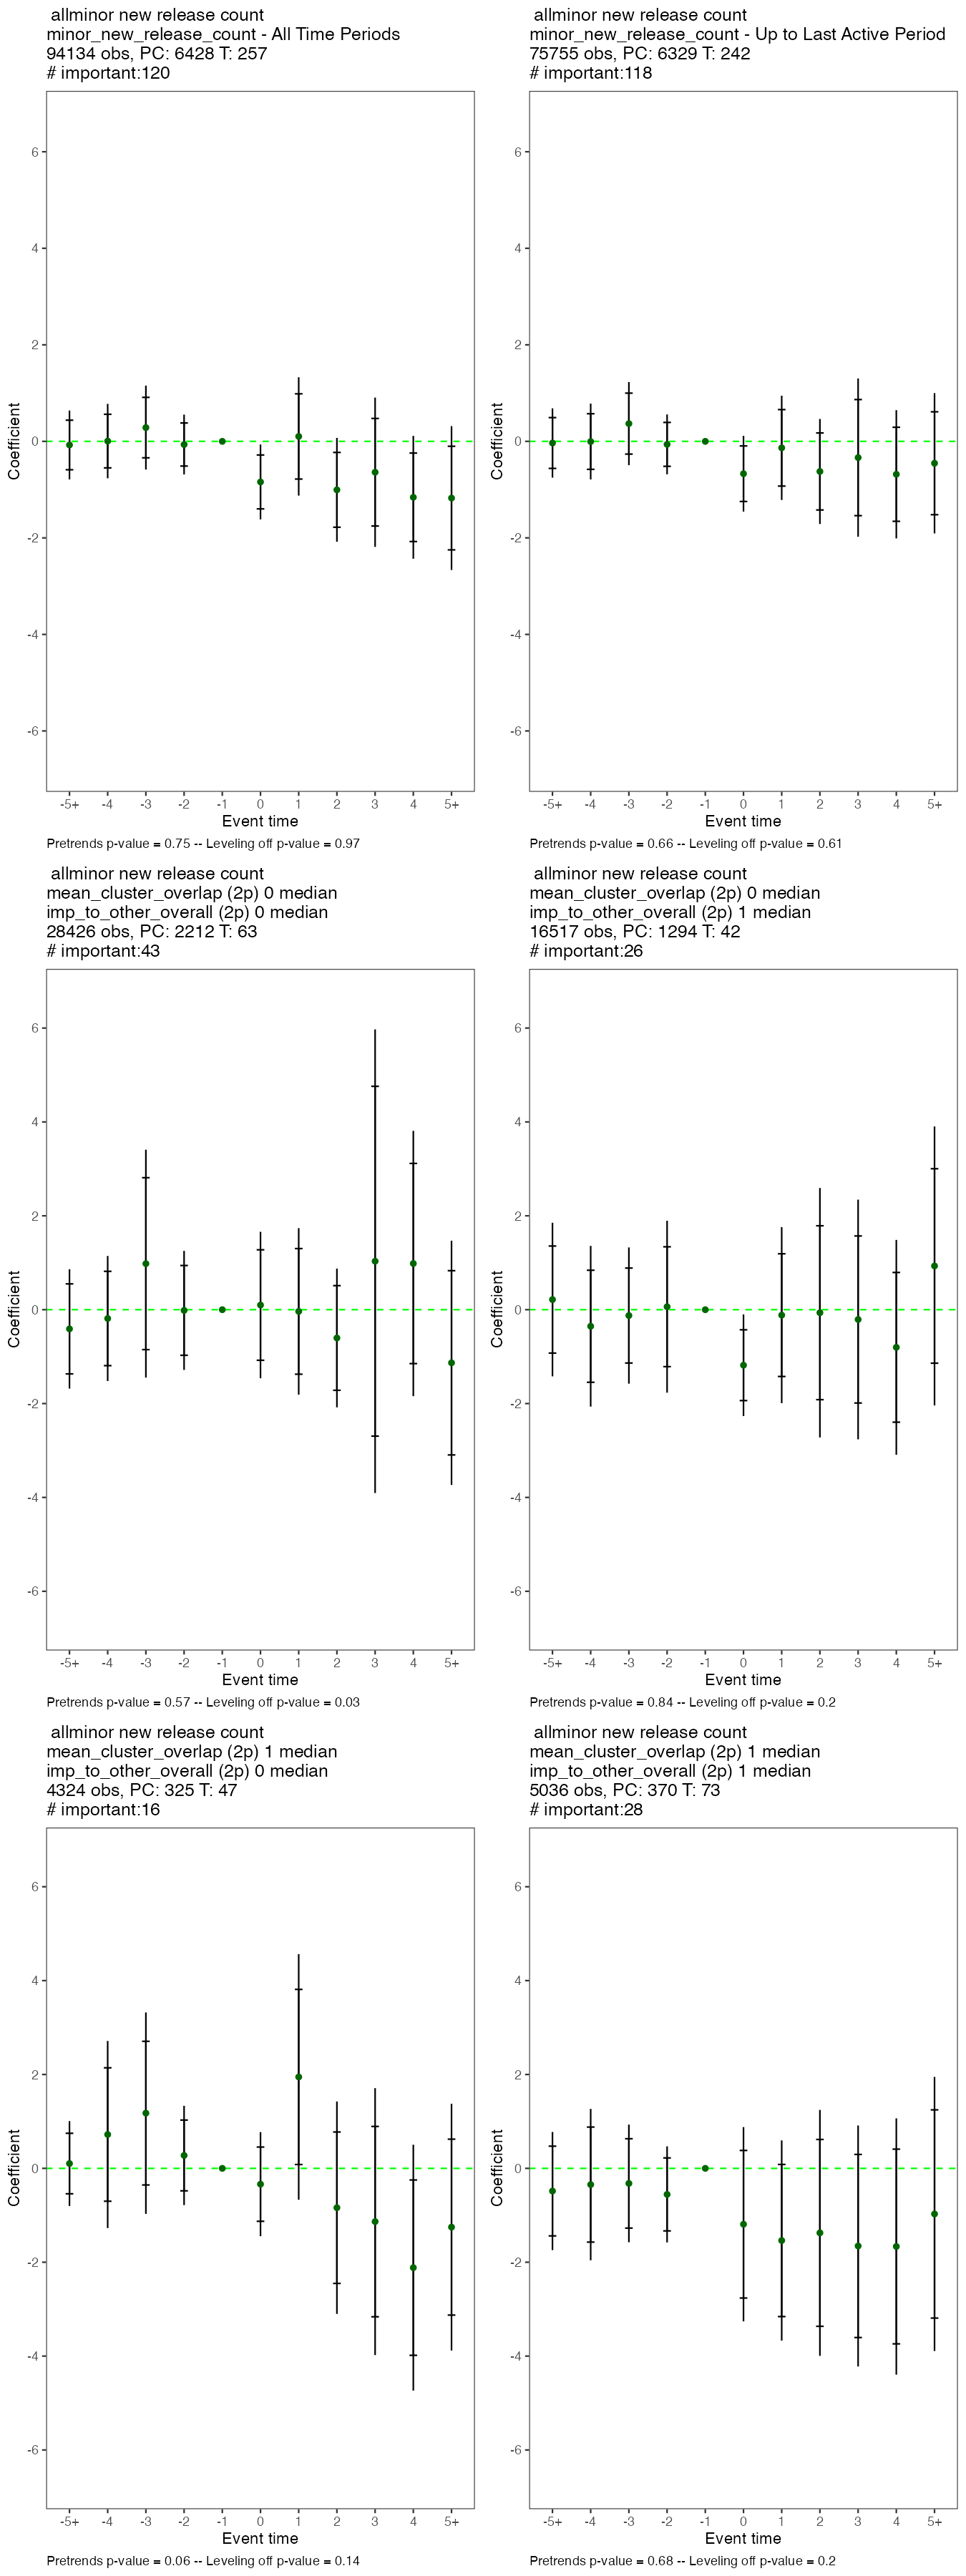 allminor new release count
minor_new_release_count - All Time Periods
94134 obs, PC: 6428 T: 257
# important:120
Coefficient
6
4
2
0
-2
-4
-6
-5+ -4 -3 -2 -1 0 1 2 3 4 5+
Event time
Pretrends p-value = 0.75 -- Leveling off p-value = 0.97
allminor new release count
minor_new_release_count - Up to Last Active Period
75755 obs, PC: 6329 T: 242
# important:118
Coefficient
6
4
2
0
-2
-4
-6
-5+ -4 -3 -2 -1 0 1 2 3 4 5+
Event time
Pretrends p-value = 0.66 -- Leveling off p-value = 0.61
allminor new release count
mean_cluster_overlap (2p) 0 median
imp_to_other_overall (2p) 0 median
28426 obs, PC: 2212 T: 63
# important:43
Coefficient
6
4
2
0
-2
-4
-6
-5+ -4 -3 -2 -1 0 1 2 3 4 5+
Event time
Pretrends p-value = 0.57 -- Leveling off p-value = 0.03
allminor new release count
mean_cluster_overlap (2p) 0 median
imp_to_other_overall (2p) 1 median
16517 obs, PC: 1294 T: 42
# important:26
Coefficient
6
4
2
0
-2
-4
-6
-5+ -4 -3 -2 -1 0 1 2 3 4 5+
Event time
Pretrends p-value = 0.84 -- Leveling off p-value = 0.2
allminor new release count
mean_cluster_overlap (2p) 1 median
imp_to_other_overall (2p) 0 median
4324 obs, PC: 325 T: 47
# important:16
Coefficient
6
4
2
0
-2
-4
-6
-5+ -4 -3 -2 -1 0 1 2 3 4 5+
Event time
Pretrends p-value = 0.06 -- Leveling off p-value = 0.14
allminor new release count
mean_cluster_overlap (2p) 1 median
imp_to_other_overall (2p) 1 median
5036 obs, PC: 370 T: 73
# important:28
Coefficient
6
4
2
0
-2
-4
-6
-5+ -4 -3 -2 -1 0 1 2 3 4 5+
Event time
Pretrends p-value = 0.68 -- Leveling off p-value = 0.2